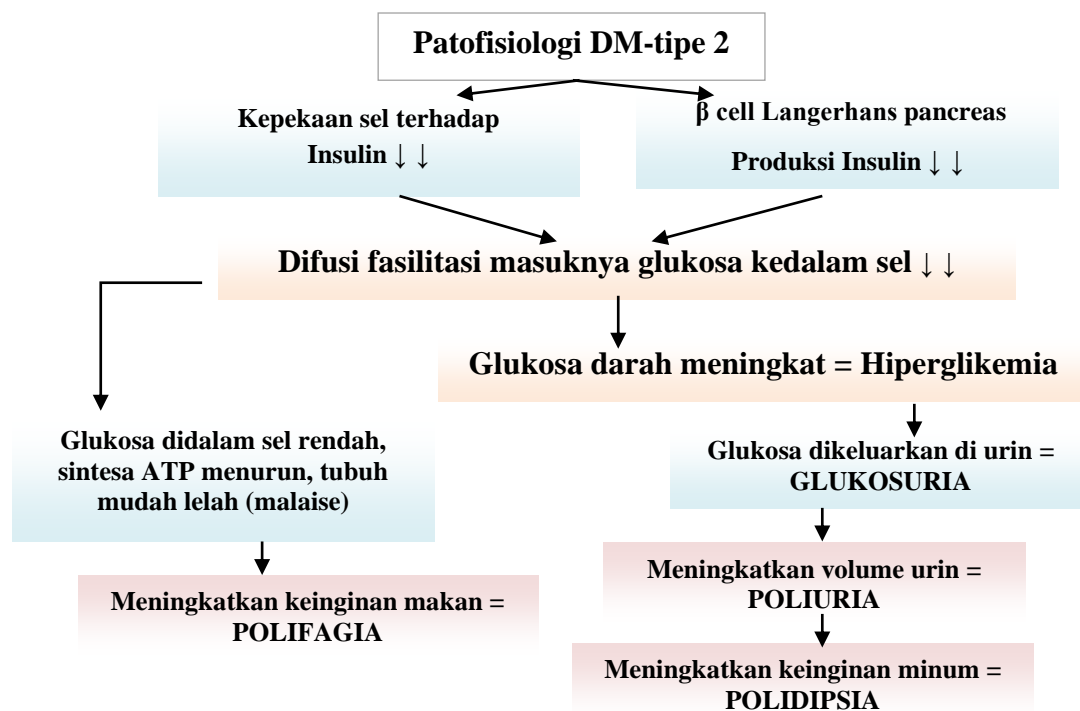 Patofisiologi DM-tipe 2
Kepekaan sel terhadap
Insulin ↓ ↓
β cell Langerhans pancreas
Produksi Insulin ↓ ↓
Difusi fasilitasi masuknya glukosa kedalam sel ↓ ↓
Glukosa darah meningkat = Hiperglikemia
Glukosa didalam sel rendah,
sintesa ATP menurun, tubuh
mudah lelah (malaise)
Glukosa dikeluarkan di urin =
GLUKOSURIA
Meningkatkan volume urin =
POLIURIA
Meningkatkan keinginan makan =
POLIFAGIA
Meningkatkan keinginan minum =
POLIDIPSIA